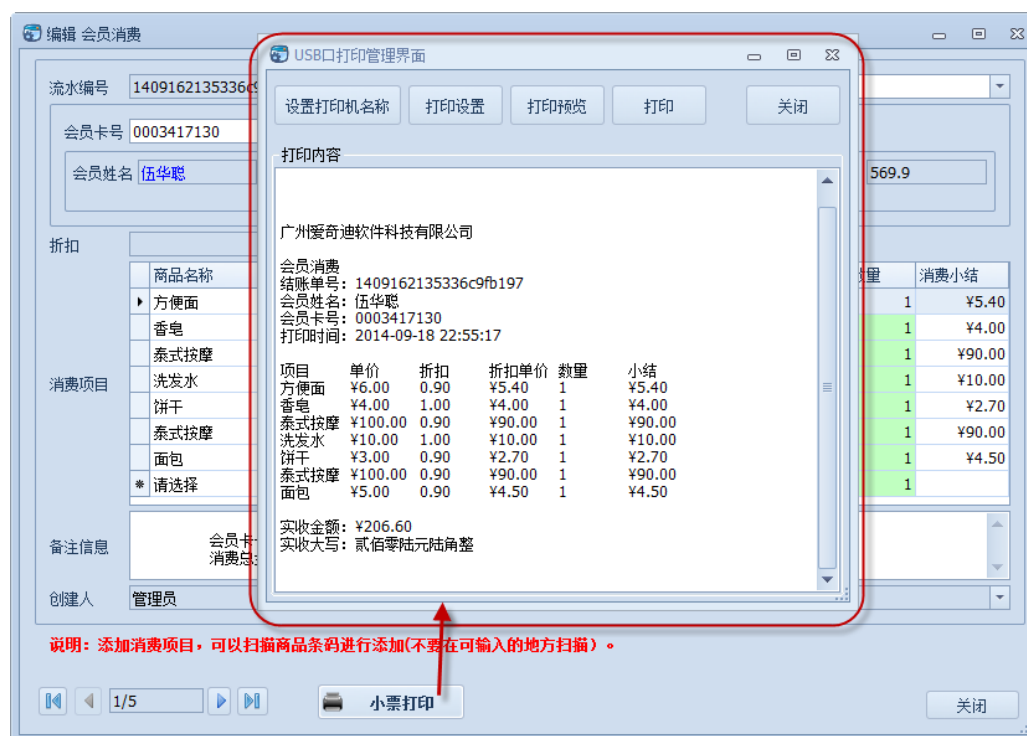 编辑 会员消费
USB口打印管理界面
流水编号 1409162135336c9
设置打印机名称 打印设置 打印预览 打印 关闭
会员卡号 0003417130
打印内容
会员姓名 伍华聪 569.9
广州爱奇迪软件科技有限公司
会员消费
结账单号：1409162135336c9fb197
会员姓名：伍华聪
会员卡号：0003417130
打印时间：2014-09-18 22:55:17
项目 单价 折扣 折扣单价 数量 小结
方便面 ¥6.00 0.90 ¥5.40 1 ¥5.40
香皂 ¥4.00 1.00 ¥4.00 1 ¥4.00
泰式按摩 ¥100.00 0.90 ¥90.00 1 ¥90.00
洗发水 ¥10.00 1.00 ¥10.00 1 ¥10.00
饼干 ¥3.00 0.90 ¥2.70 1 ¥2.70
泰式按摩 ¥100.00 0.90 ¥90.00 1 ¥90.00
面包 ¥5.00 0.90 ¥4.50 1 ¥4.50
实收金额：¥206.60
实收大写：贰佰零陆元陆角整
折扣
消费项目
商品名称 量 消费小结
方便面 1 ¥5.40
香皂 1 ¥4.00
泰式按摩 1 ¥90.00
洗发水 1 ¥10.00
饼干 1 ¥2.70
泰式按摩 1 ¥90.00
面包 1 ¥4.50
请选择 1
备注信息
会员卡
消费总
创建人 管理员
说明：添加消费项目，可以扫描商品条码进行添加(不要在可输入的地方扫描）。
1/5 小票打印 关闭